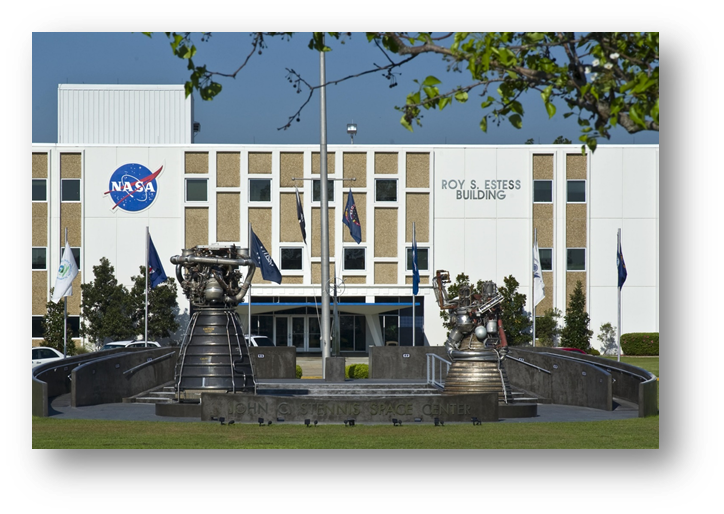 NASA
ROY S. ESTESS
BUILDING
JOHN C. STENNIS SPACE CENTER